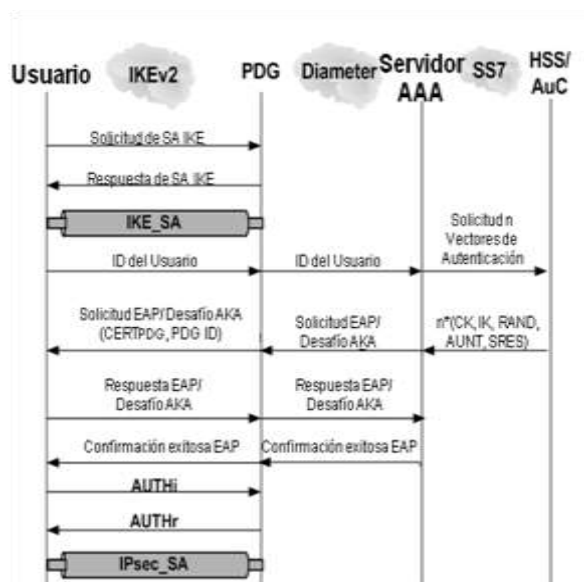 Usuario IKEv2 PDG Diameter Servidor AAA SS7 HSS/ AuC
Solicitud de SA IKE
Respuesta de SA IKE
IKE_SA
Solicitud n
Vectores de
Autenticación
ID del Usuario
ID del Usuario
Solicitud EAP/Desafío AKA
(CERTPDG, PDG ID)
Solicitud EAP/
Desafío AKA
n*(CK, IK, RAND,
AUNT, SRES)
Respuesta EAP/
Desafío AKA
Respuesta EAP/
Desafío AKA
Confirmación exitosa EAP
Confirmación exitosa EAP
AUTHi
AUTHr
IPsec_SA